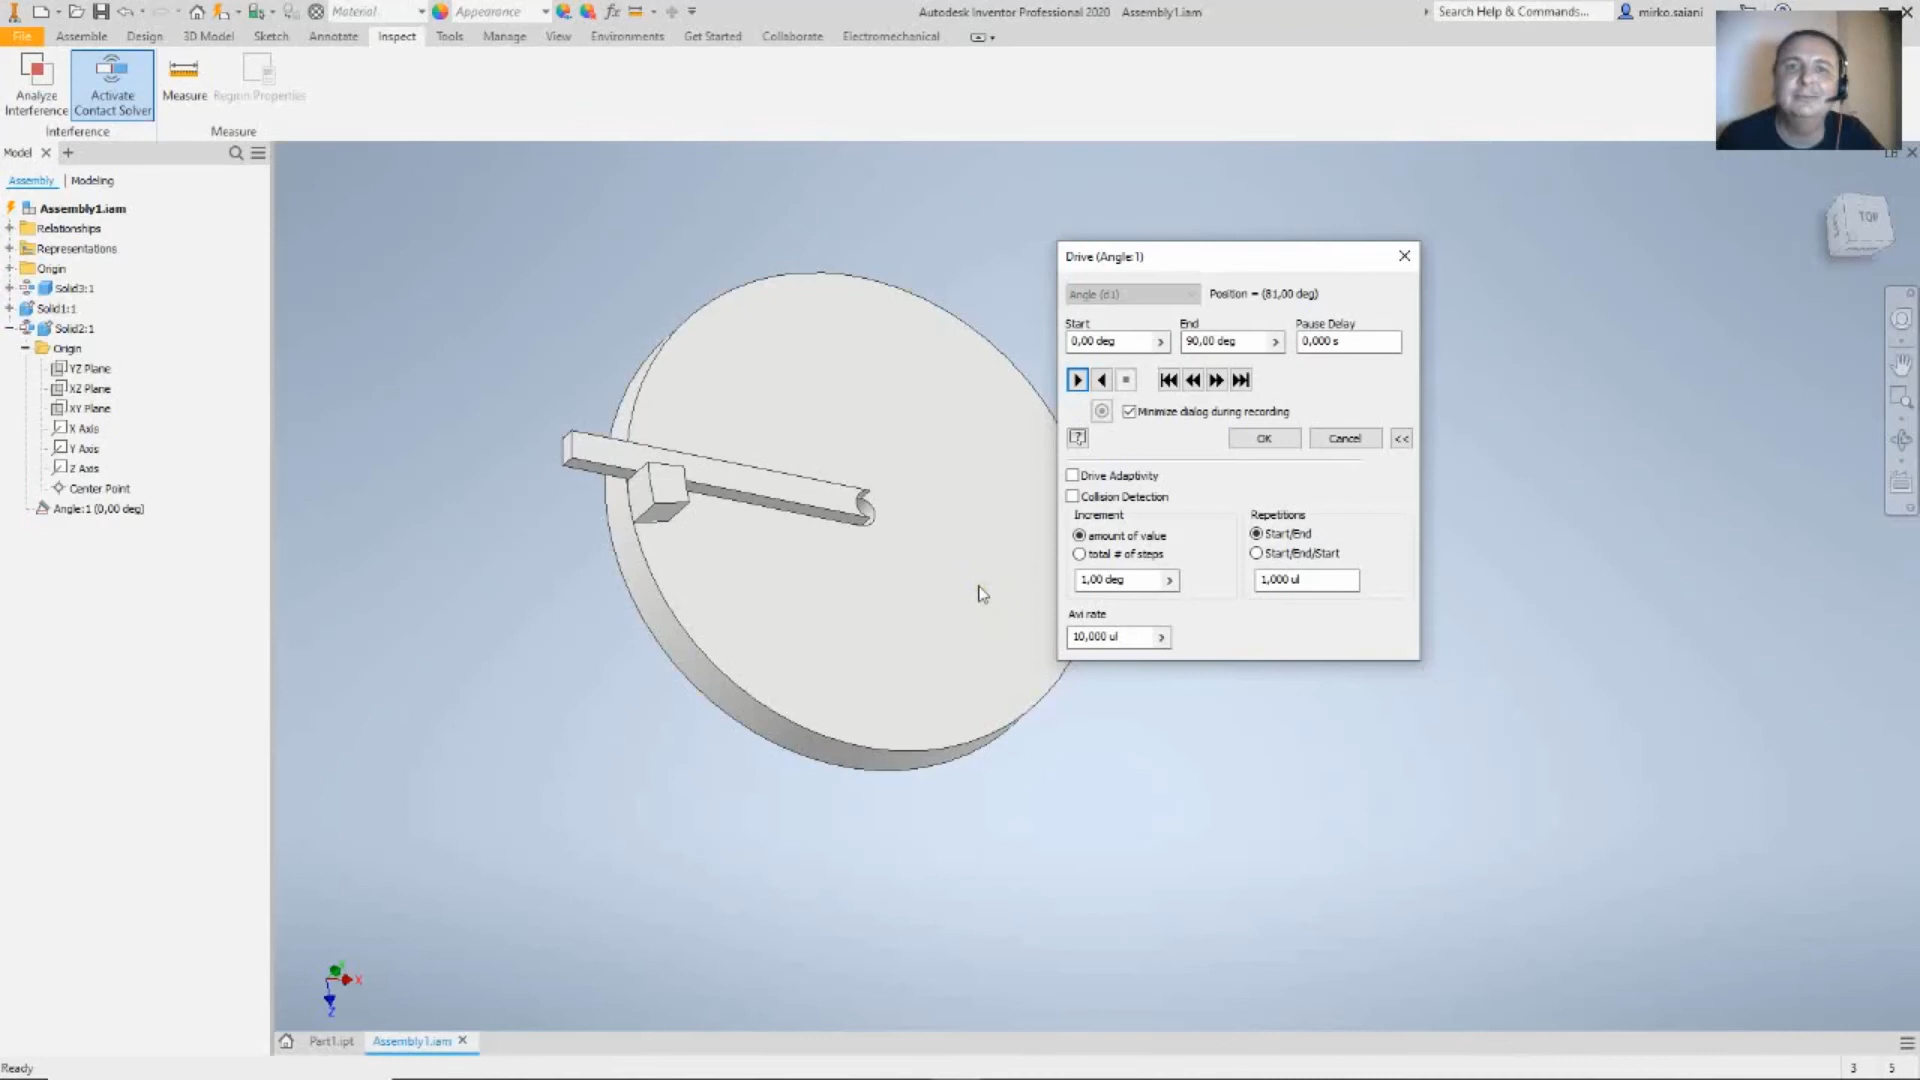 Material
Appearance
Autodesk Inventor Professional 2020 Assembly1.iam
Search Help & Commands...
mirko.saiani
File Assemble Design 3D Model Sketch Annotate Inspect Tools Manage View Environments Get Started Collaborate Electromechanical
Analyze Interference
Activate Contact Solver
Measure
Region Properties
Interference
Measure
Model
Assembly | Modeling
Assembly1.iam
Relationships
Representations
Origin
Solid3:1
Solid1:1
Solid2:1
Origin
YZ Plane
XZ Plane
XY Plane
X Axis
Y Axis
Z Axis
Center Point
Angle:1 (0,00 deg)
TOP
Drive (Angle:1)
Angle (d1) Position = (81,00 deg)
Start End Pause Delay
0,00 deg 90,00 deg 0,000 s
Minimize dialog during recording
OK Cancel <<
Drive Adaptivity
Collision Detection
Increment Repetitions
amount of value Start/End
total # of steps Start/End/Start
1,00 deg 1,000 ul
Avi rate
10,000 ul
X
Z
Part1.ipt Assembly1.iam
Ready
3 5